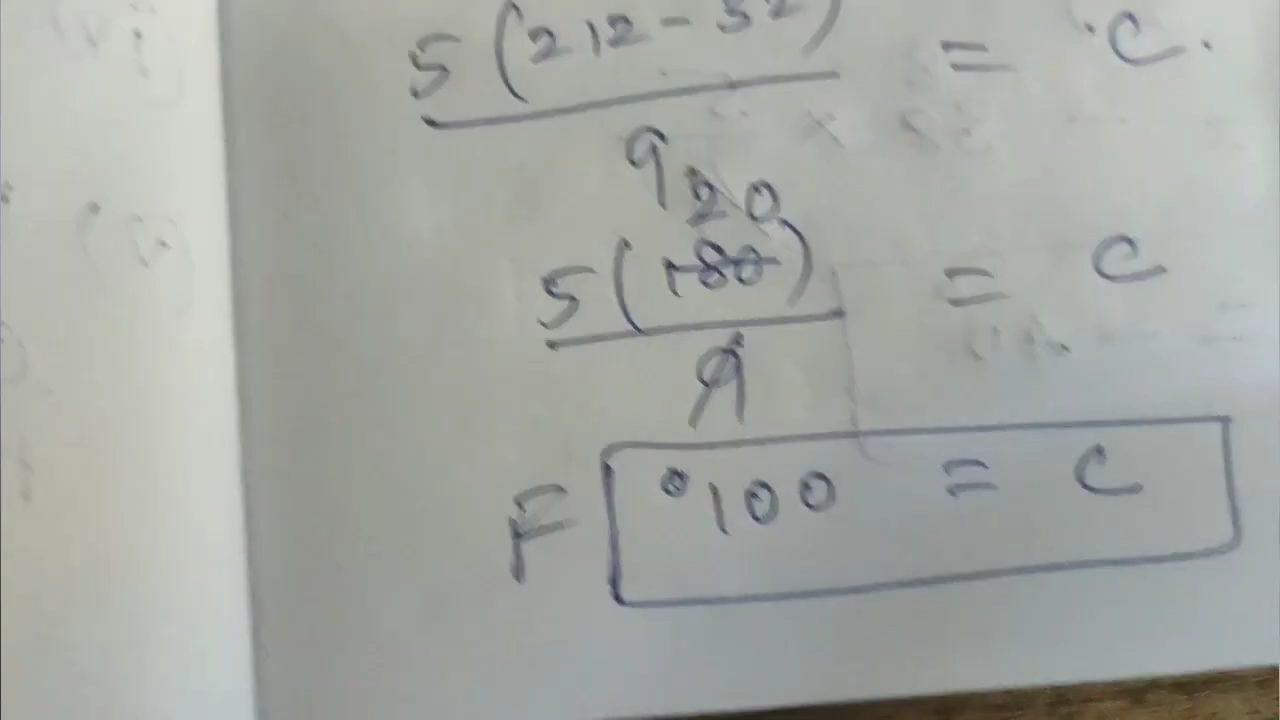 5 (212 - 32) = C.
9
20
5 (180) = C
9
F °100 = C